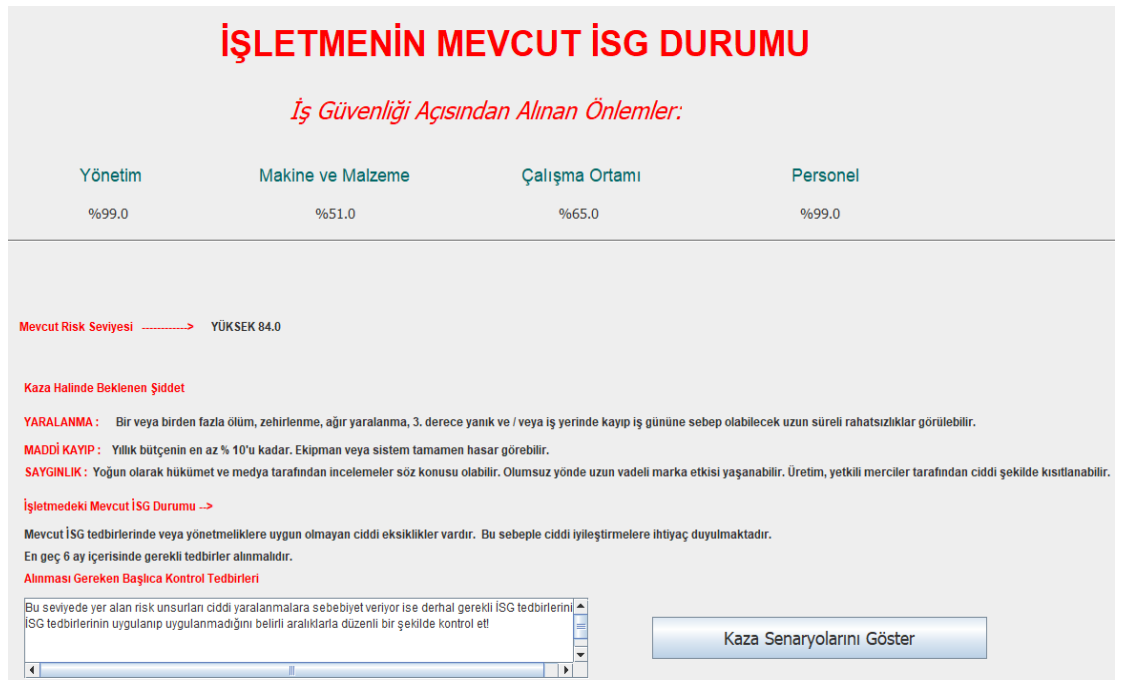 İŞLETMENİN MEVCUT İSG DURUMU
İş Güvenliği Açısından Alınan Önlemler:
Yönetim Makine ve Malzeme Çalışma Ortamı Personel
%99.0 %51.0 %65.0 %99.0
Mevcut Risk Seviyesi ------------> YÜKSEK 84.0
Kaza Halinde Beklenen Şiddet
YARALANMA : Bir veya birden fazla ölüm, zehirlenme, ağır yaralanma, 3. derece yanık ve / veya iş yerinde kayıp iş gününe sebep olabilecek uzun süreli rahatsızlıklar görülebilir.
MADDİ KAYIP : Yıllık bütçenin en az % 10'u kadar. Ekipman veya sistem tamamen hasar görebilir.
SAYGINLIK : Yoğun olarak hükümet ve medya tarafından incelemeler söz konusu olabilir. Olumsuz yönde uzun vadeli marka etkisi yaşanabilir. Üretim, yetkili merciler tarafından ciddi şekilde kısıtlanabilir.
İşletmedeki Mevcut İSG Durumu -->
Mevcut İSG tedbirlerinde veya yönetmeliklere uygun olmayan ciddi eksiklikler vardır. Bu sebeple ciddi iyileştirmelere ihtiyaç duyulmaktadır.
En geç 6 ay içerisinde gerekli tedbirler alınmalıdır.
Alınması Gereken Başlıca Kontrol Tedbirleri
Bu seviyede yer alan risk unsurları ciddi yaralanmalara sebebiyet veriyor ise derhal gerekli İSG tedbirlerini
İSG tedbirlerinin uygulanıp uygulanmadığını belirli aralıklarla düzenli bir şekilde kontrol et!
Kaza Senaryolarını Göster